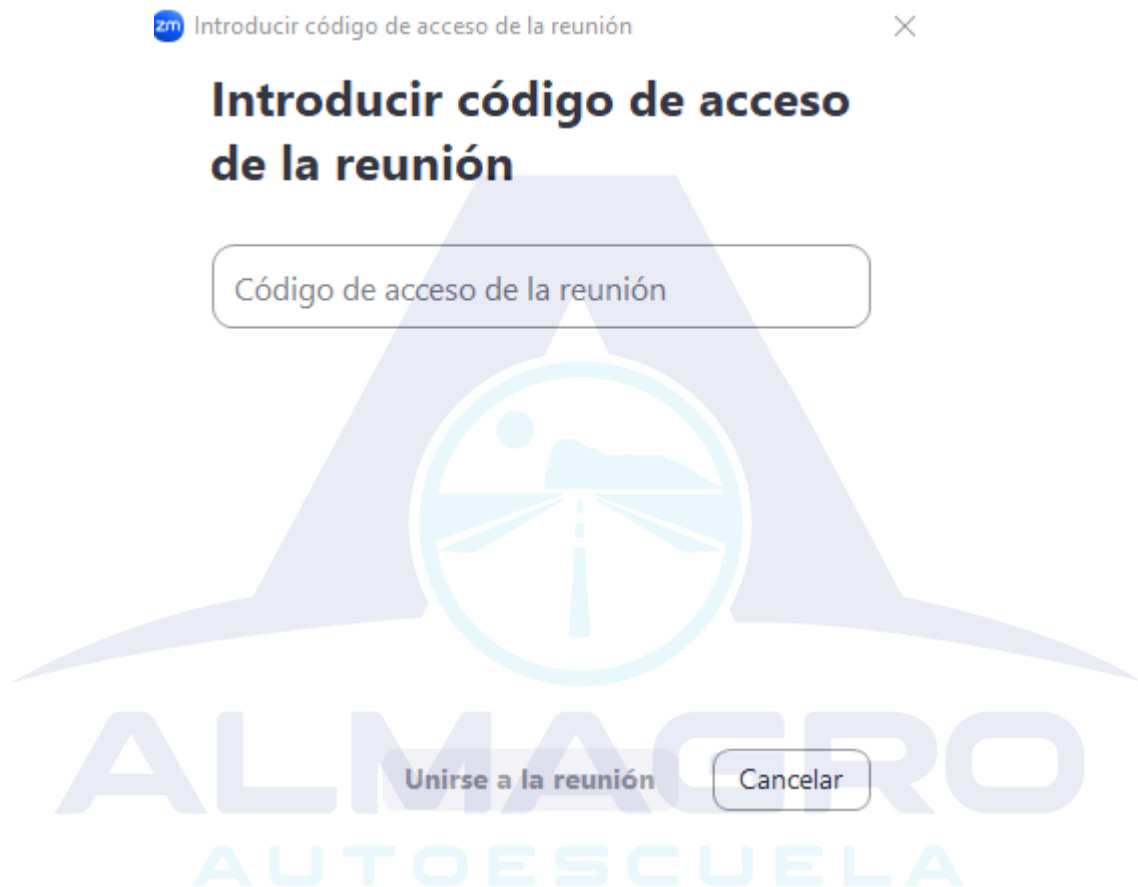 zm Introducir código de acceso de la reunión
Introducir código de acceso
de la reunión
Código de acceso de la reunión
Unirse a la reunión Cancelar
ALMAGRO
AUTOESCUELA